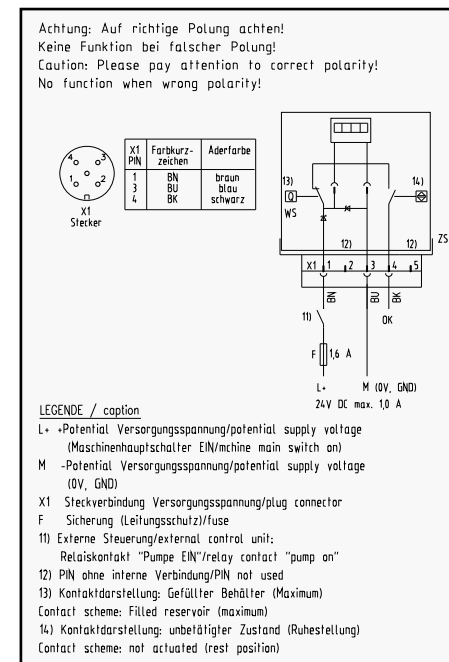 Achtung: Auf richtige Polung achten!
Keine Funktion bei falscher Polung!
Caution: Please pay attention to correct polarity!
No function when wrong polarity!
X1 PIN Farbkurz-zeichen Aderfarbe
1 BN braun
3 BU blau
4 BK schwarz
4 3
1 2
X1
Stecker
13) 14)
Q
WS
ZS
12) 12)
X1 1 2 3 4 5
BN BU BK
11) OK
F 1,6 A
L+ M (0V, GND)
24V DC max. 1,0 A
LEGENDE / caption
L+ +Potential Versorgungsspannung/potential supply voltage
(Maschinenhauptschalter EIN/mchine main switch on)
M -Potential Versorgungsspannung/potential supply voltage
(0V, GND)
X1 Steckverbindung Versorgungsspannung/plug connector
F Sicherung (Leitungsschutz)/fuse
11) Externe Steuerung/external control unit:
Relaiskontakt "Pumpe EIN"/relay contact "pump on"
12) PIN ohne interne Verbindung/PIN not used
13) Kontaktdarstellung: Gefüllter Behälter (Maximum)
Contact scheme: Filled reservoir (maximum)
14) Kontaktdarstellung: unbetätigter Zustand (Ruhestellung)
Contact scheme: not actuated (rest position)